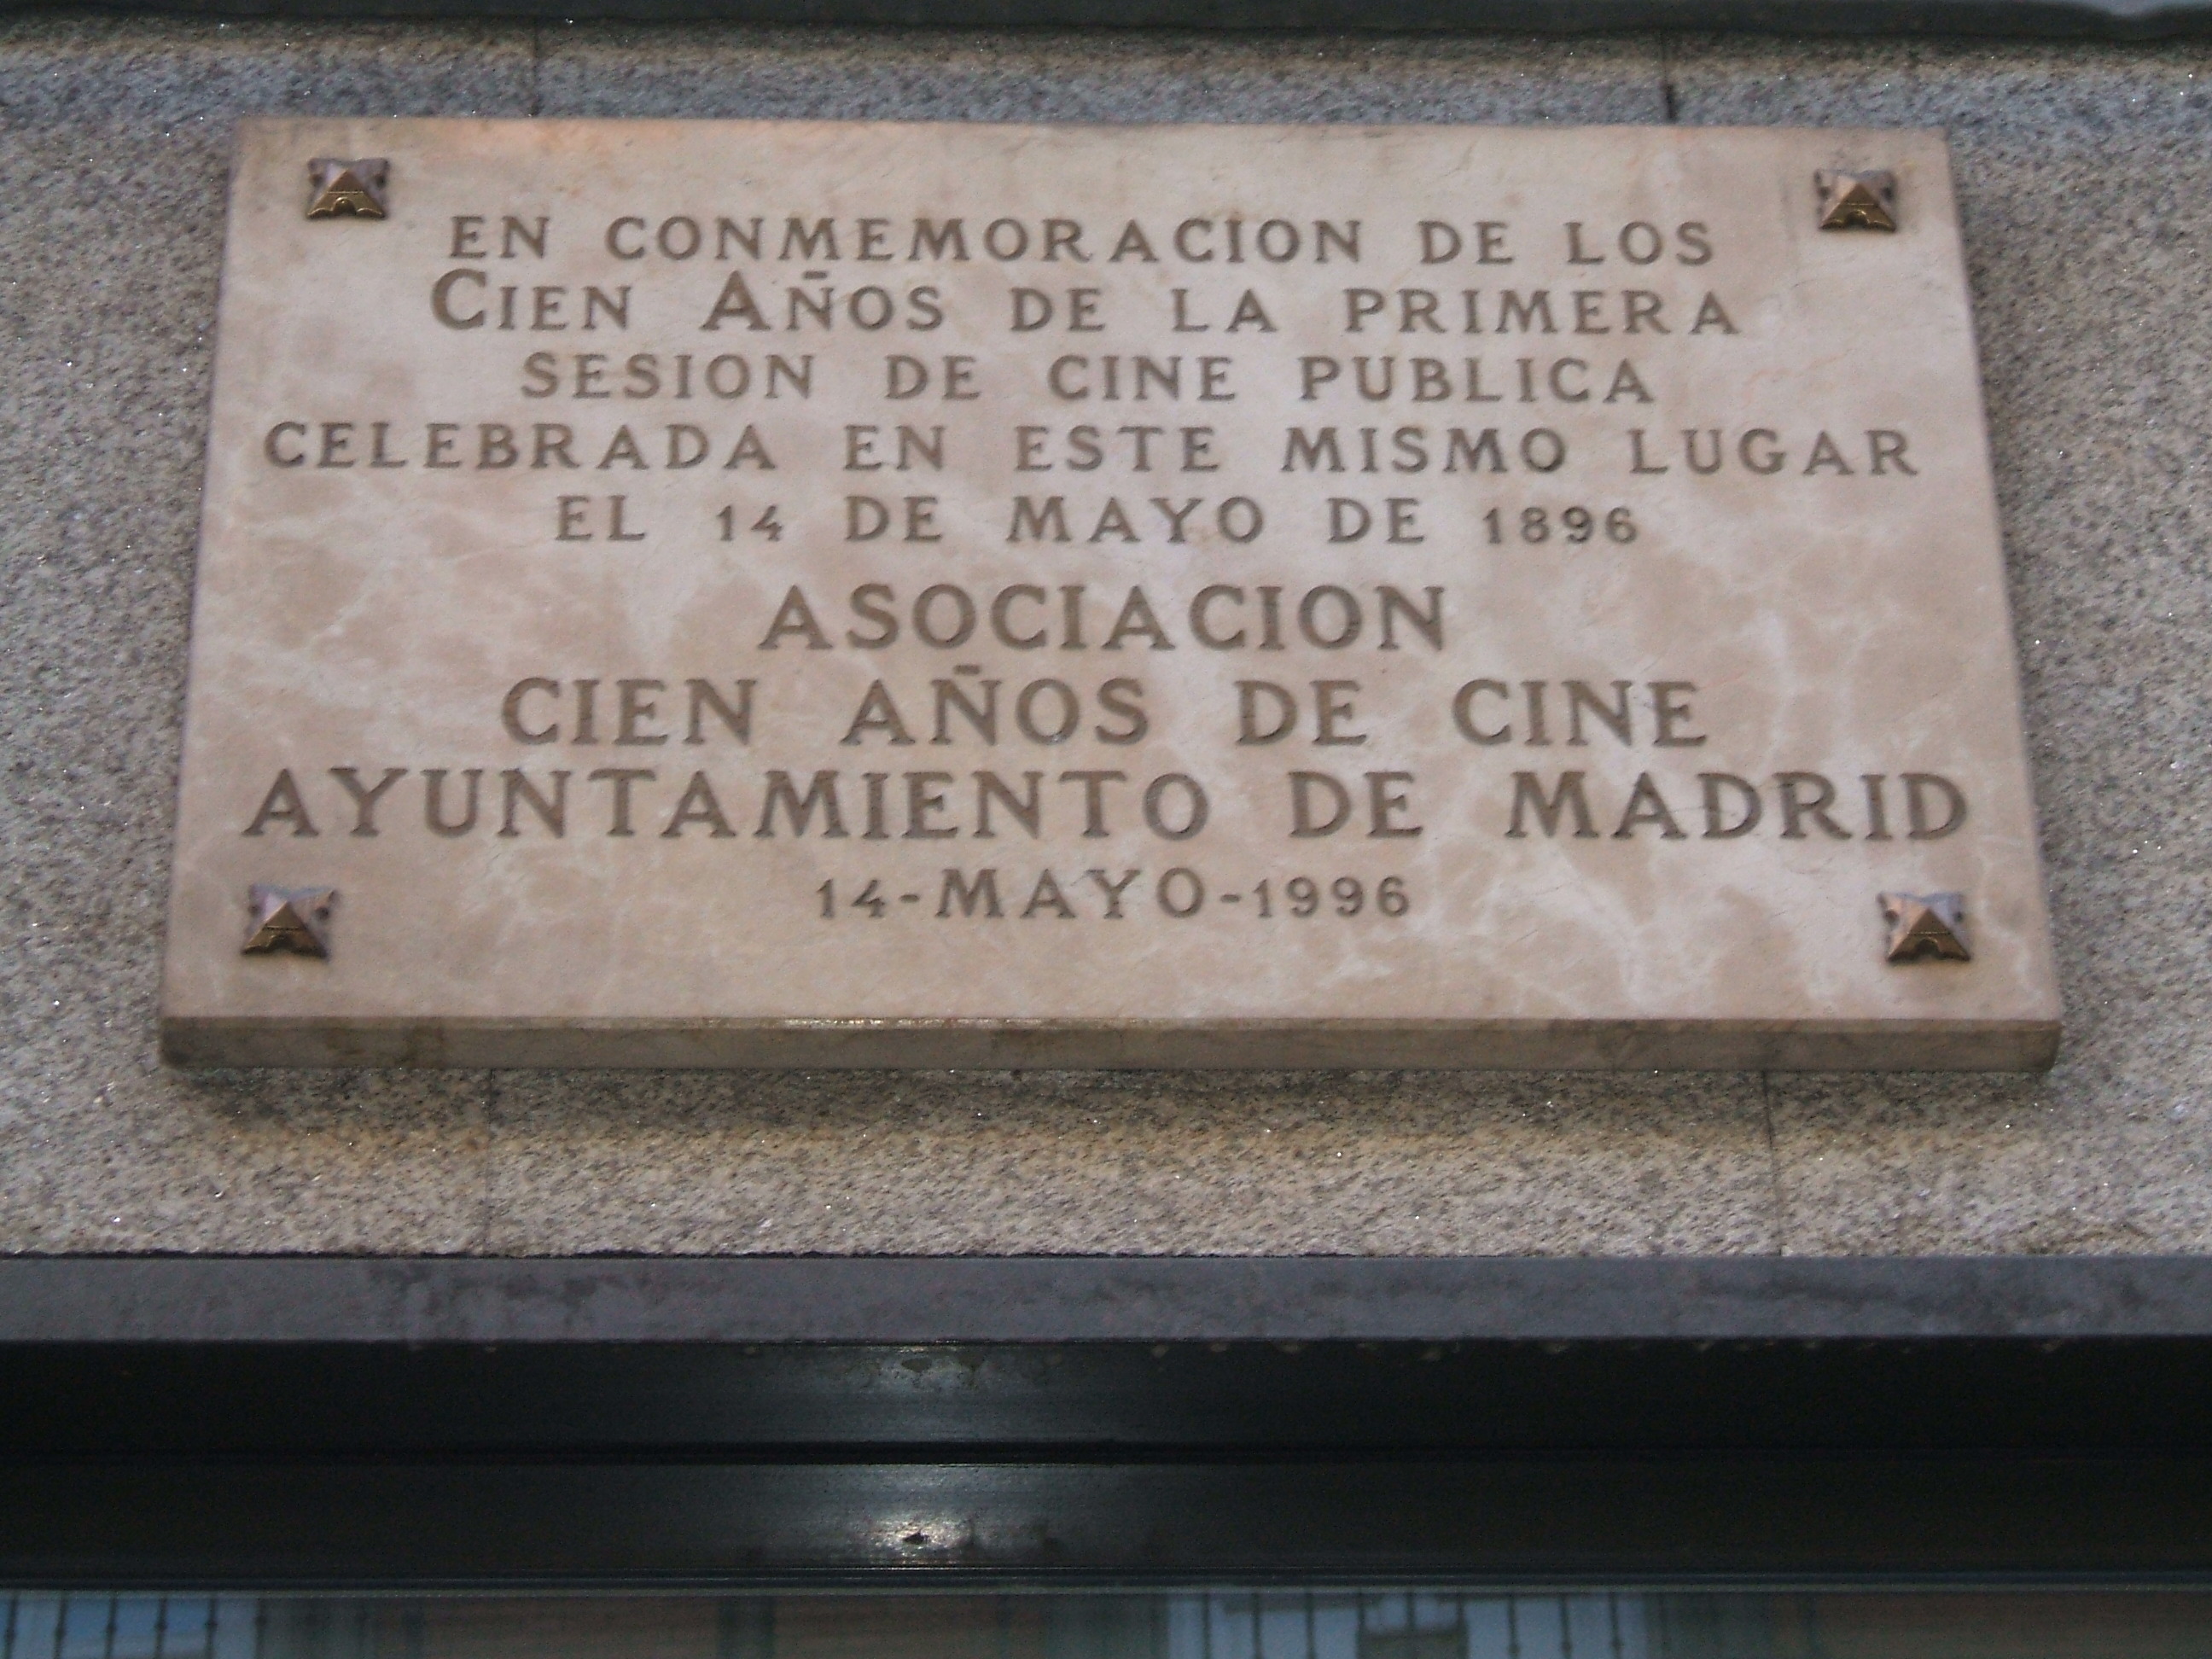 EN CONMEMORACION DE LOS
CIEN AÑOS DE LA PRIMERA
SESION DE CINE PUBLICA
CELEBRADA EN ESTE MISMO LUGAR
EL 14 DE MAYO DE 1896
ASOCIACION
CIEN AÑOS DE CINE
AYUNTAMIENTO DE MADRID
14-MAYO-1996